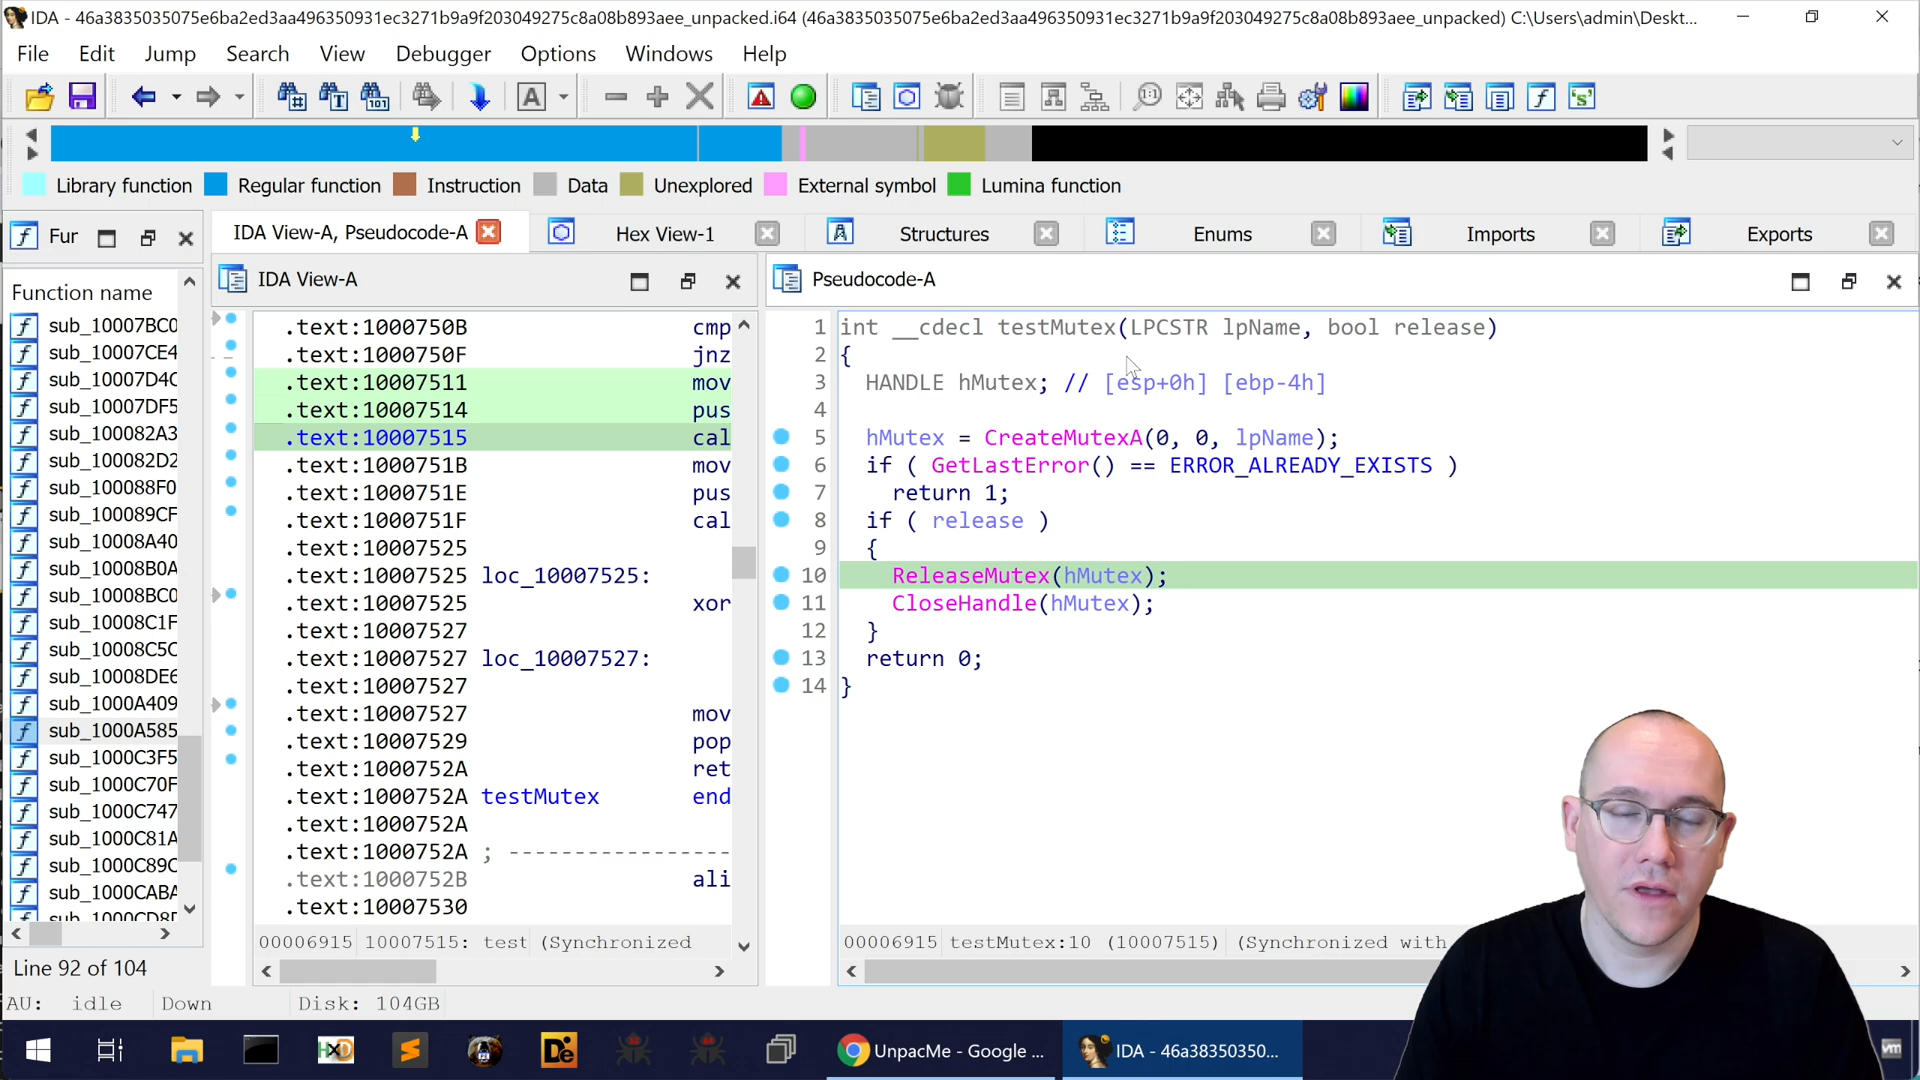 IDA - 46a3835035075e6ba2ed3aa496350931ec3271b9a9f203049275c8a08b893aee_unpacked.i64 (46a3835035075e6ba2ed3aa496350931ec3271b9a9f203049275c8a08b893aee_unpacked) C:\Users\admin\Deskt...
File Edit Jump Search View Debugger Options Windows Help
Library function Regular function Instruction Data Unexplored External symbol Lumina function
Fur IDA View-A, Pseudocode-A Hex View-1 Structures Enums Imports Exports
Function name
sub_10007BC0
sub_10007CE4
sub_10007D4C
sub_10007DF5
sub_100082A3
sub_100082D2
sub_100088F0
sub_100089CF
sub_10008A40
sub_10008B0A
sub_10008BC0
sub_10008C1F
sub_10008C5C
sub_10008DE6
sub_1000A409
sub_1000A585
sub_1000C3F5
sub_1000C70F
sub_1000C747
sub_1000C81A
sub_1000C89C
sub_1000CABA
Line 92 of 104
IDA View-A
.text:1000750B cmp
.text:1000750F jnz
.text:10007511 mov
.text:10007514 pus
.text:10007515 cal
.text:1000751B mov
.text:1000751E pus
.text:1000751F cal
.text:10007525
.text:10007525 loc_10007525:
.text:10007525 xor
.text:10007527
.text:10007527 loc_10007527:
.text:10007527
.text:10007527 mov
.text:10007529 pop
.text:1000752A ret
.text:1000752A testMutex end
.text:1000752A
.text:1000752A ; -----------------
.text:1000752B ali
.text:10007530
00006915 10007515: test (Synchronized
Pseudocode-A
1 int __cdecl testMutex(LPCSTR lpName, bool release)
2 {
3 HANDLE hMutex; // [esp+0h] [ebp-4h]
4
5 hMutex = CreateMutexA(0, 0, lpName);
6 if ( GetLastError() == ERROR_ALREADY_EXISTS )
7 return 1;
8 if ( release )
9 {
10 ReleaseMutex(hMutex);
11 CloseHandle(hMutex);
12 }
13 return 0;
14 }
00006915 testMutex:10 (10007515) (Synchronized with
AU: idle Down Disk: 104GB
UnpacMe - Google ... IDA - 46a38350350...